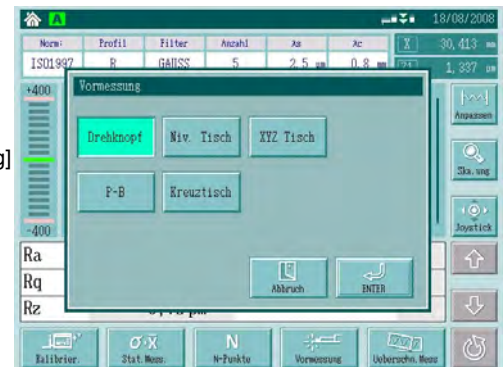 A 18/08/2008
Norm: Profil Filter Anzahl λs λc X 30,413 mm
ISO1997 R GAUSS 5 2.5 μm 0.8 mm 1,337 μm
+400 Vormessung Anpassen
Drehknopf Niv. Tisch XYZ Tisch
g] Ska.ung
P-B Kreuztisch
-400 Joystick
Ra
Abbruch ENTER
Rq
Rz
σ·x̄ N
Kalibrier. Stat.Mess. N-Punkte Vormessung Ueberschn.Mess